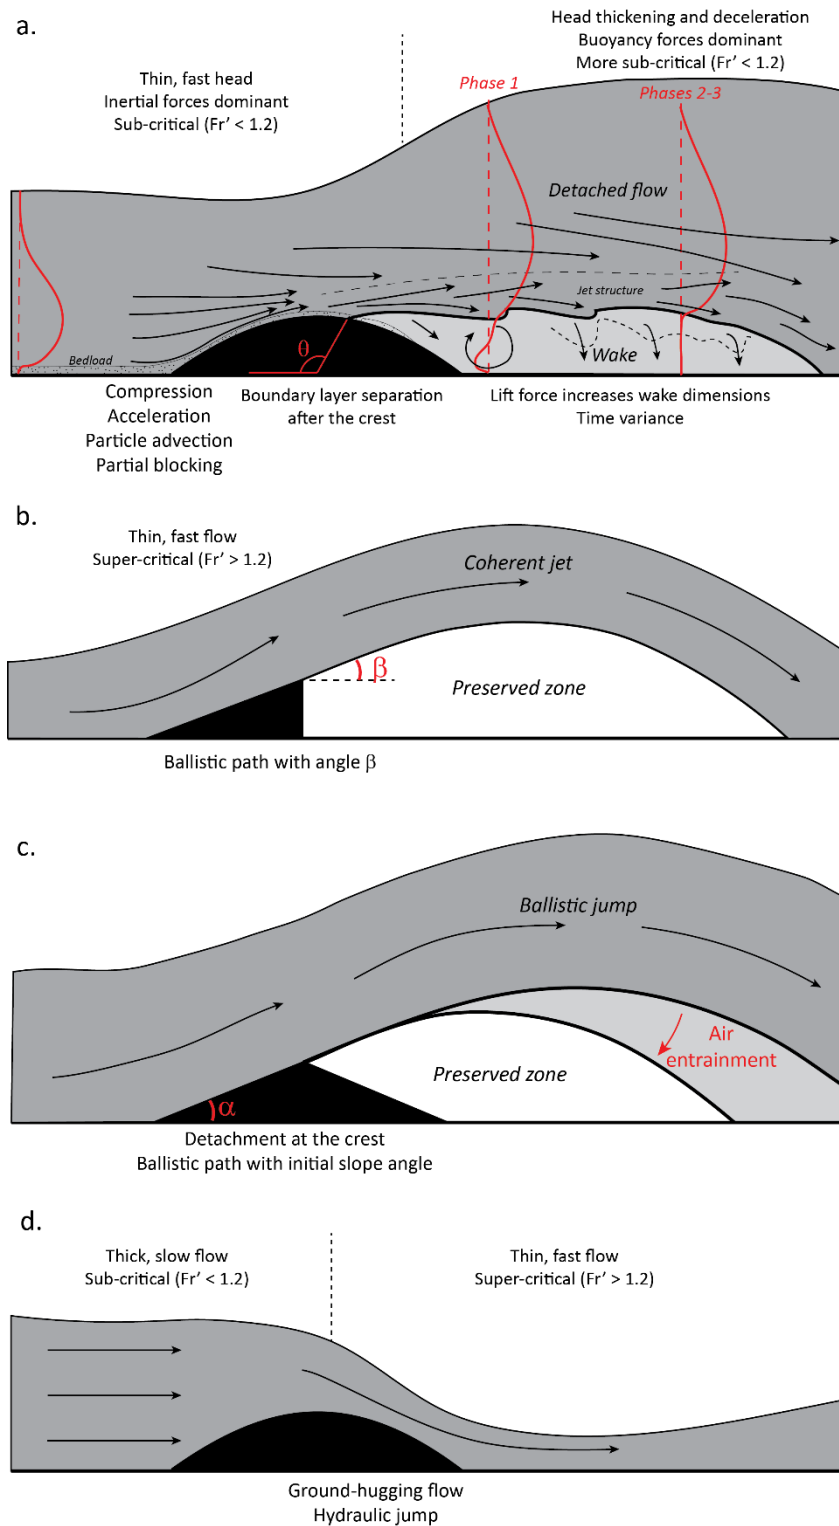 a.
Thin, fast head
Inertial forces dominant
Sub-critical (Fr' < 1.2)
Head thickening and deceleration
Buoyancy forces dominant
More sub-critical (Fr' < 1.2)
Phase 1
Phases 2-3
Detached flow
Jet structure
Bedload
θ
Wake
Compression
Acceleration
Particle advection
Partial blocking
Boundary layer separation
after the crest
Lift force increases wake dimensions
Time variance
b.
Thin, fast flow
Super-critical (Fr' > 1.2)
Coherent jet
β
Preserved zone
Ballistic path with angle β
c.
Ballistic jump
Air
entrainment
Preserved zone
α
Detachment at the crest
Ballistic path with initial slope angle
d.
Thick, slow flow
Sub-critical (Fr' < 1.2)
Thin, fast flow
Super-critical (Fr' > 1.2)
Ground-hugging flow
Hydraulic jump